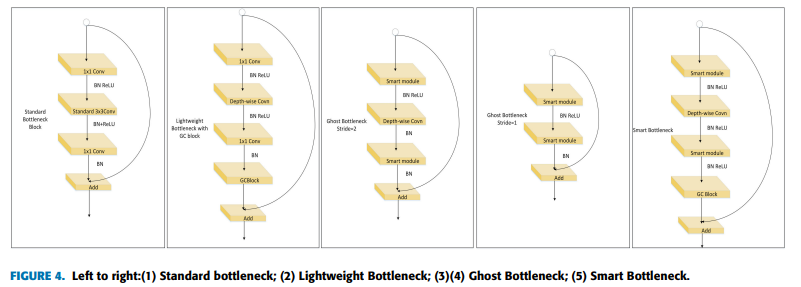 Standard
Bottleneck
Block
1x1 Conv
BN ReLU
Standard 3x3Conv
BN+ReLU
1x1 Conv
BN
Add
Lightweight
Bottleneck with
GC block
1x1 Conv
BN ReLU
Depth-wise Covn
BN ReLU
1x1 Conv
BN
GCBlock
Add
Ghost Bottleneck
Stride=2
Smart module
BN ReLU
Depth-wise Covn
BN
Smart module
BN
Add
Ghost Bottleneck
Stride=1
Smart module
BN ReLU
Smart module
BN
Add
Smart Bottleneck
Smart module
BN ReLU
Depth-wise Covn
BN ReLU
Smart module
BN ReLU
GC Block
Add
FIGURE 4. Left to right:(1) Standard bottleneck; (2) Lightweight Bottleneck; (3)(4) Ghost Bottleneck; (5) Smart Bottleneck.